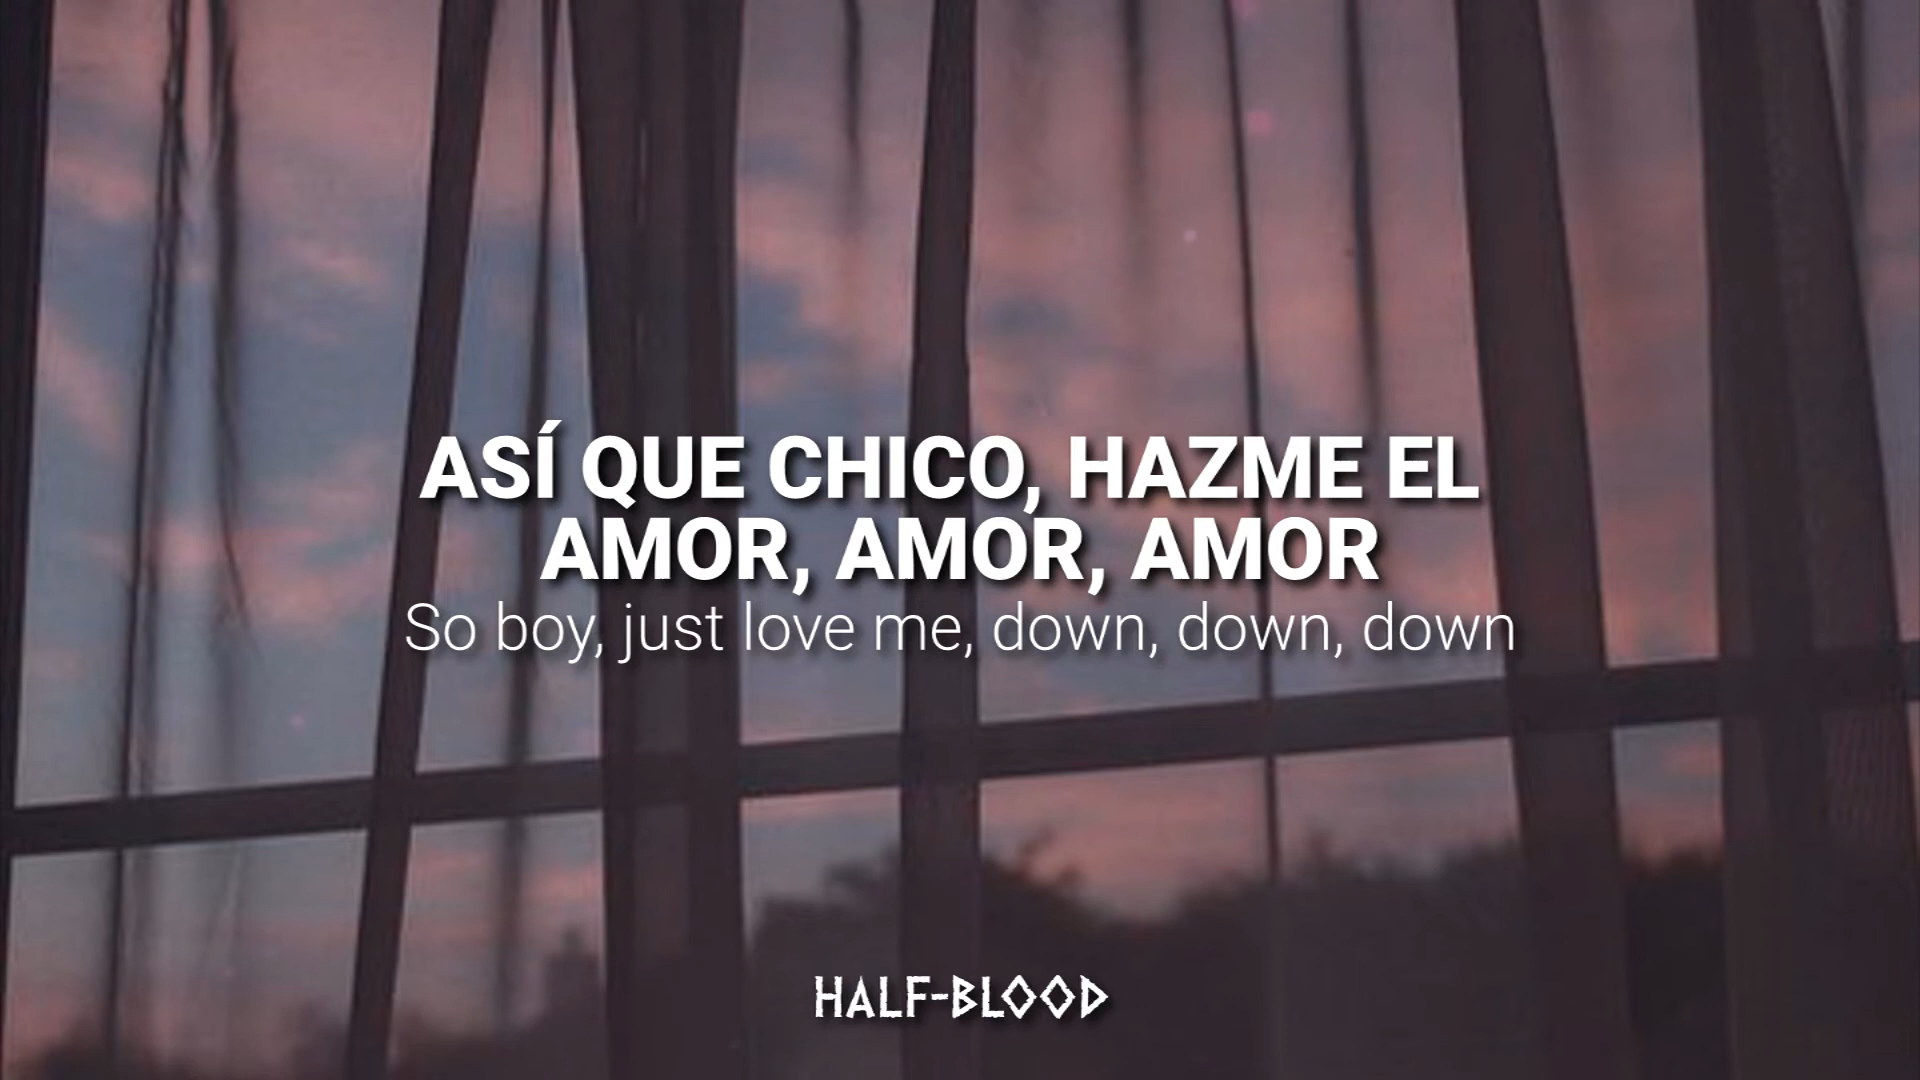 ASÍ QUE CHICO, HAZME EL
AMOR, AMOR, AMOR
So boy, just love me, down, down, down
HALF-BLOOD